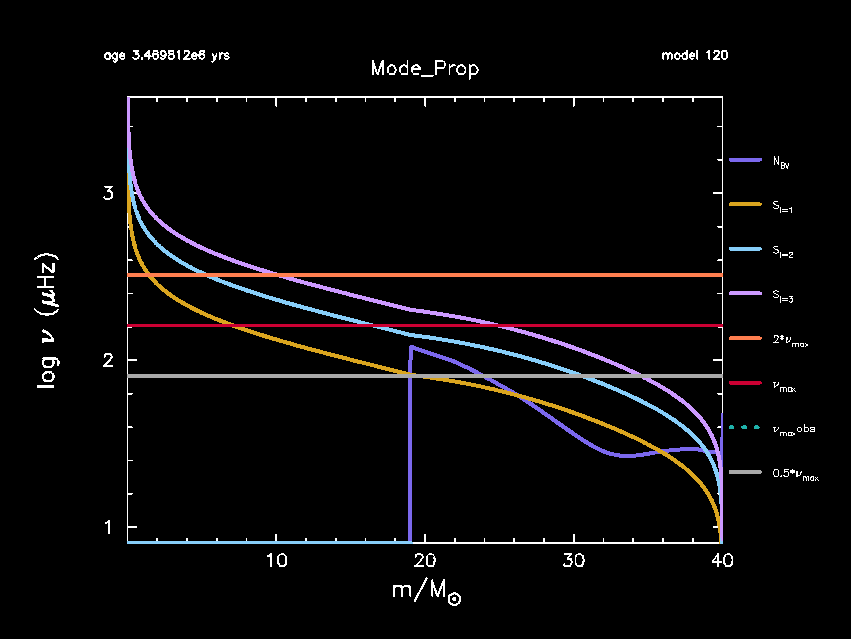 age 3.469812e6 yrs
model 120
Mode_Prop
log ν (μHz)
3
2
1
10
20
30
40
m/M☉
N_BV
S_l=1
S_l=2
S_l=3
2*ν_max
ν_max
ν_max obs
0.5*ν_max